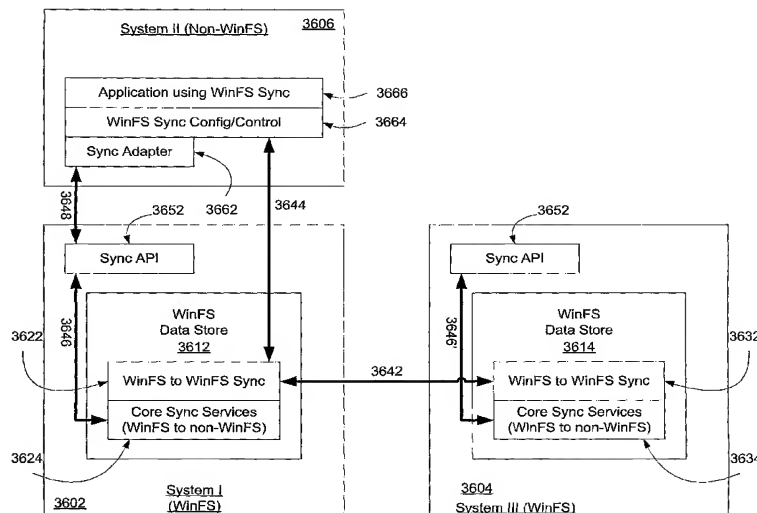 System II (Non-WinFS)
3606
Application using WinFS Sync
3666
WinFS Sync Config/Control
3664
Sync Adapter
3648
3652
3662
3644
3652
Sync API
Sync API
3646
WinFS
Data Store
3612
3646'
WinFS
Data Store
3614
3622
3632
3642
WinFS to WinFS Sync
WinFS to WinFS Sync
Core Sync Services
(WinFS to non-WinFS)
Core Sync Services
(WinFS to non-WinFS)
3624
3634
3602
System I
(WinFS)
3604
System III (WinFS)